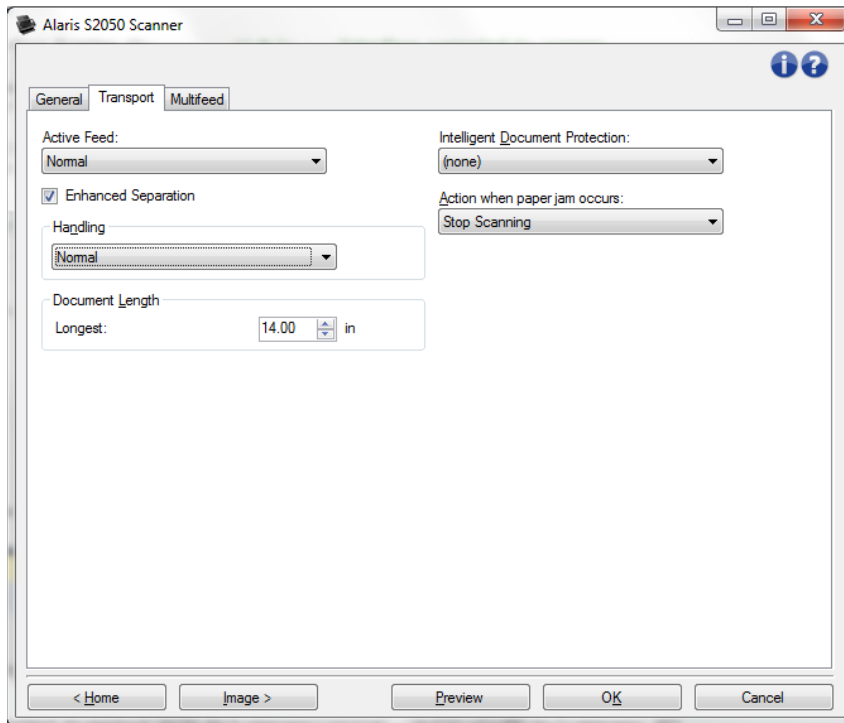 Alaris S2050 Scanner
General Transport Multifeed
Active Feed:
Normal
Enhanced Separation
Handling
Normal
Document Length
Longest: 14.00 in
Intelligent Document Protection:
(none)
Action when paper jam occurs:
Stop Scanning
< Home Image > Preview OK Cancel